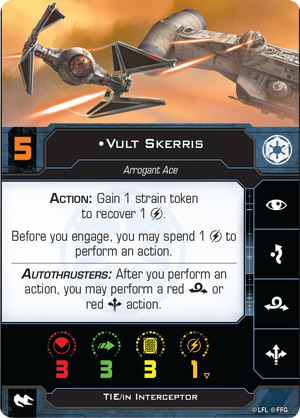 •Vult Skerris
5
Arrogant Ace
Action: Gain 1 strain token
to recover 1 .
Before you engage, you may spend 1 to
perform an action.
Autothrusters: After you perform an
action, you may perform a red or
red action.
3 3 3 1
TIE/in Interceptor
©LFL ©FFG